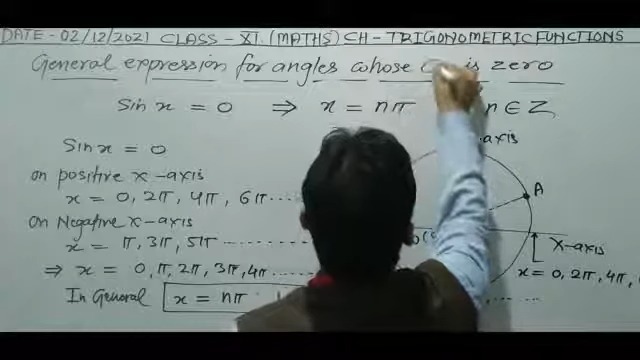 DATE - 02/12/2021 CLASS - XI (MATHS) CH - TRIGONOMETRIC FUNCTIONS
General expression for angles whose is zero
Sin x = 0 ⇒ x = nπ n ∈ Z
Sin x = 0
on positive x-axis
x = 0, 2π, 4π, 6π....
on Negative x-axis
x = π, 3π, 5π ..............
⇒ x = 0, π, 2π, 3π, 4π ......
In General x = nπ
axis
A
X-axis
x = 0, 2π, 4π,